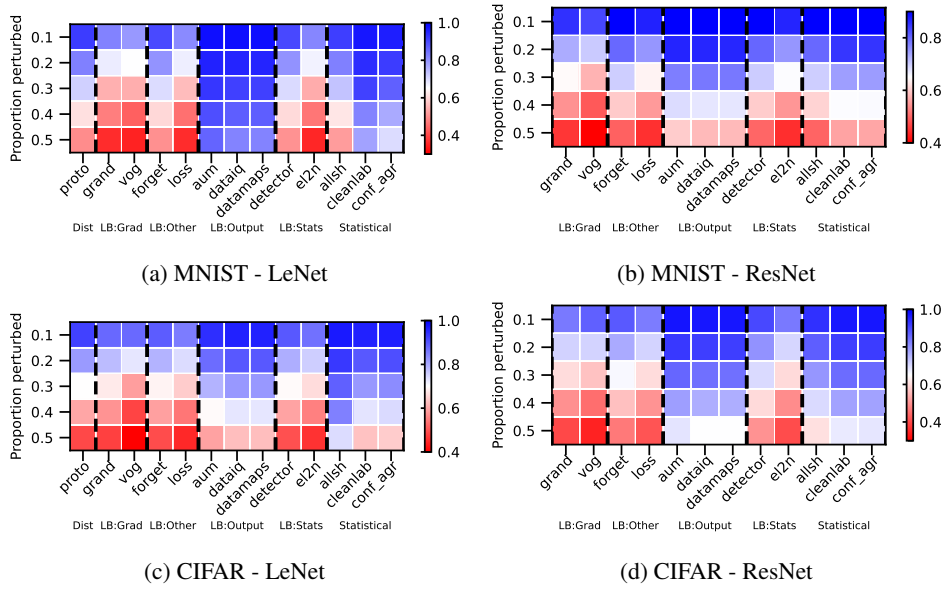 Proportion perturbed
0.1
0.2
0.3
0.4
0.5
1.0
0.8
0.6
0.4
proto
grand
vog
forget
loss
aum
dataiq
datamaps
detector
el2n
allsh
cleanlab
conf_agr
Dist LB:Grad LB:Other LB:Output LB:Stats Statistical
(a) MNIST - LeNet
Proportion perturbed
0.1
0.2
0.3
0.4
0.5
0.8
0.6
0.4
grand
vog
forget
loss
aum
dataiq
datamaps
detector
el2n
allsh
cleanlab
conf_agr
LB:Grad LB:Other LB:Output LB:Stats Statistical
(b) MNIST - ResNet
Proportion perturbed
0.1
0.2
0.3
0.4
0.5
1.0
0.8
0.6
0.4
proto
grand
vog
forget
loss
aum
dataiq
datamaps
detector
el2n
allsh
cleanlab
conf_agr
Dist LB:Grad LB:Other LB:Output LB:Stats Statistical
(c) CIFAR - LeNet
Proportion perturbed
0.1
0.2
0.3
0.4
0.5
1.0
0.8
0.6
0.4
grand
vog
forget
loss
aum
dataiq
datamaps
detector
el2n
allsh
cleanlab
conf_agr
LB:Grad LB:Other LB:Output LB:Stats Statistical
(d) CIFAR - ResNet